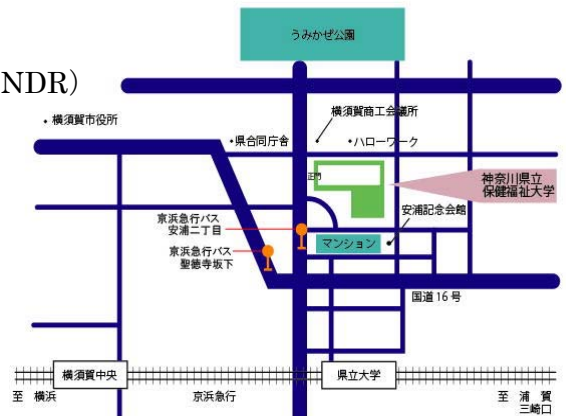 うみかぜ公園
NDR)
・横須賀市役所
横須賀商工会議所
・県合同庁舎
・ハローワーク
正門
神奈川県立
保健福祉大学
京浜急行バス
安浦二丁目
安浦記念会館
マンション
京浜急行バス
聖徳寺坂下
国道16号
横須賀中央
県立大学
至 横浜
京浜急行
至 浦賀
三崎口